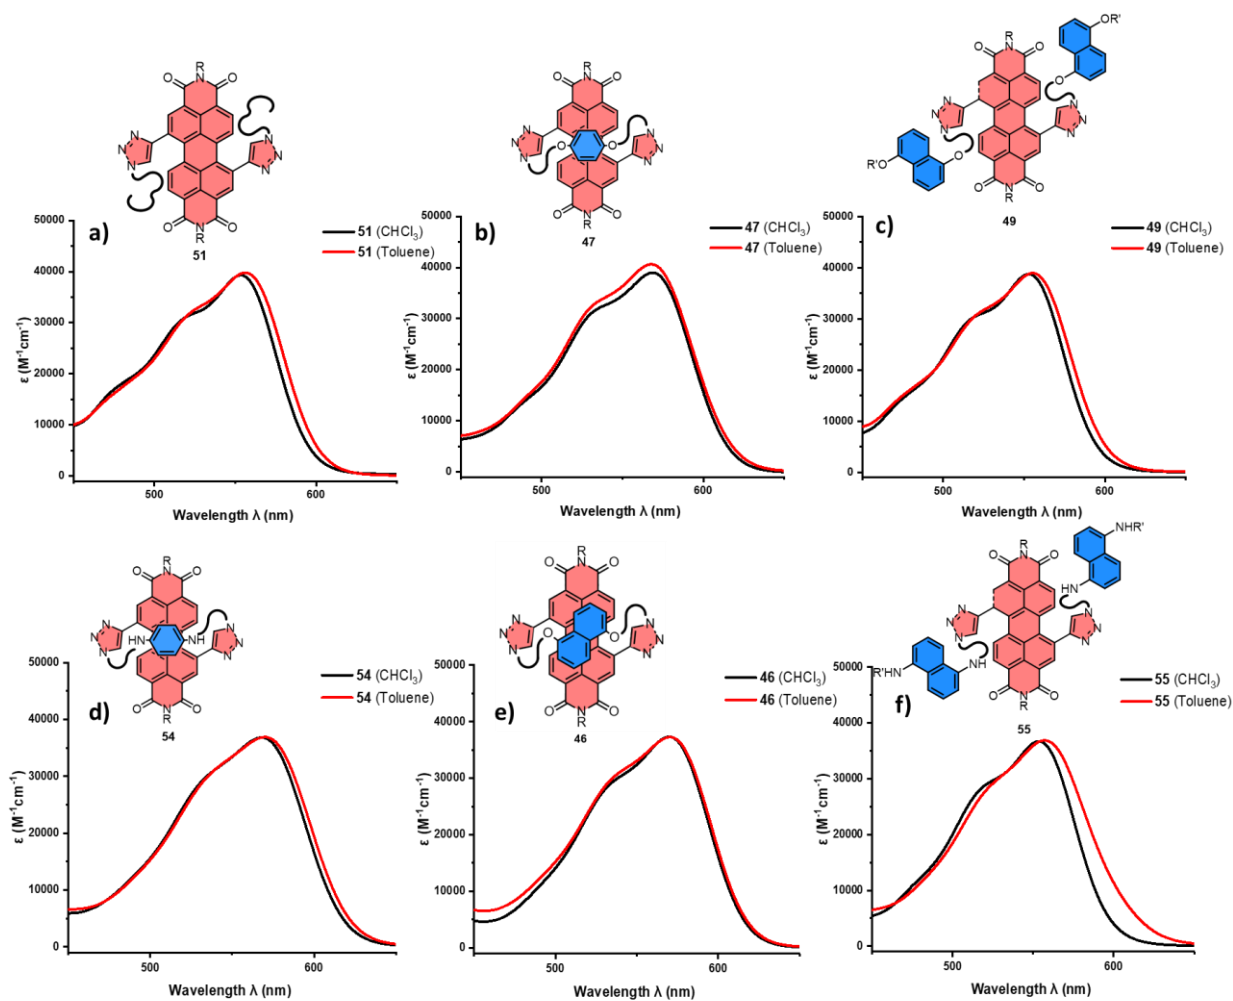 R
O N O
N N
N N
N N
O N O
R
51
R
O N O
N N
N O O N
N N
O N O
R
47
OR'
R
O N O
O
N N
N N
N N
O
R'O
O N O
R
49
a)
51 (CHCl₃)
51 (Toluene)
50000
40000
30000
20000
10000
0
ε (M⁻¹cm⁻¹)
500
600
Wavelength λ (nm)
b)
47 (CHCl₃)
47 (Toluene)
50000
40000
30000
20000
10000
0
ε (M⁻¹cm⁻¹)
500
600
Wavelength λ (nm)
c)
49 (CHCl₃)
49 (Toluene)
50000
40000
30000
20000
10000
0
ε (M⁻¹cm⁻¹)
500
600
Wavelength λ (nm)
R
O N O
N N
N HN NH N
N N
O N O
R
54
R
O N O
N N
N O O N
N N
O N O
R
46
NHR'
R
O N O
HN
N N
N N
N N
NH
R'HN
O N O
R
55
d)
54 (CHCl₃)
54 (Toluene)
50000
40000
30000
20000
10000
0
ε (M⁻¹cm⁻¹)
500
600
Wavelength λ (nm)
e)
46 (CHCl₃)
46 (Toluene)
50000
40000
30000
20000
10000
0
ε (M⁻¹cm⁻¹)
500
600
Wavelength λ (nm)
f)
55 (CHCl₃)
55 (Toluene)
50000
40000
30000
20000
10000
0
ε (M⁻¹cm⁻¹)
500
600
Wavelength λ (nm)